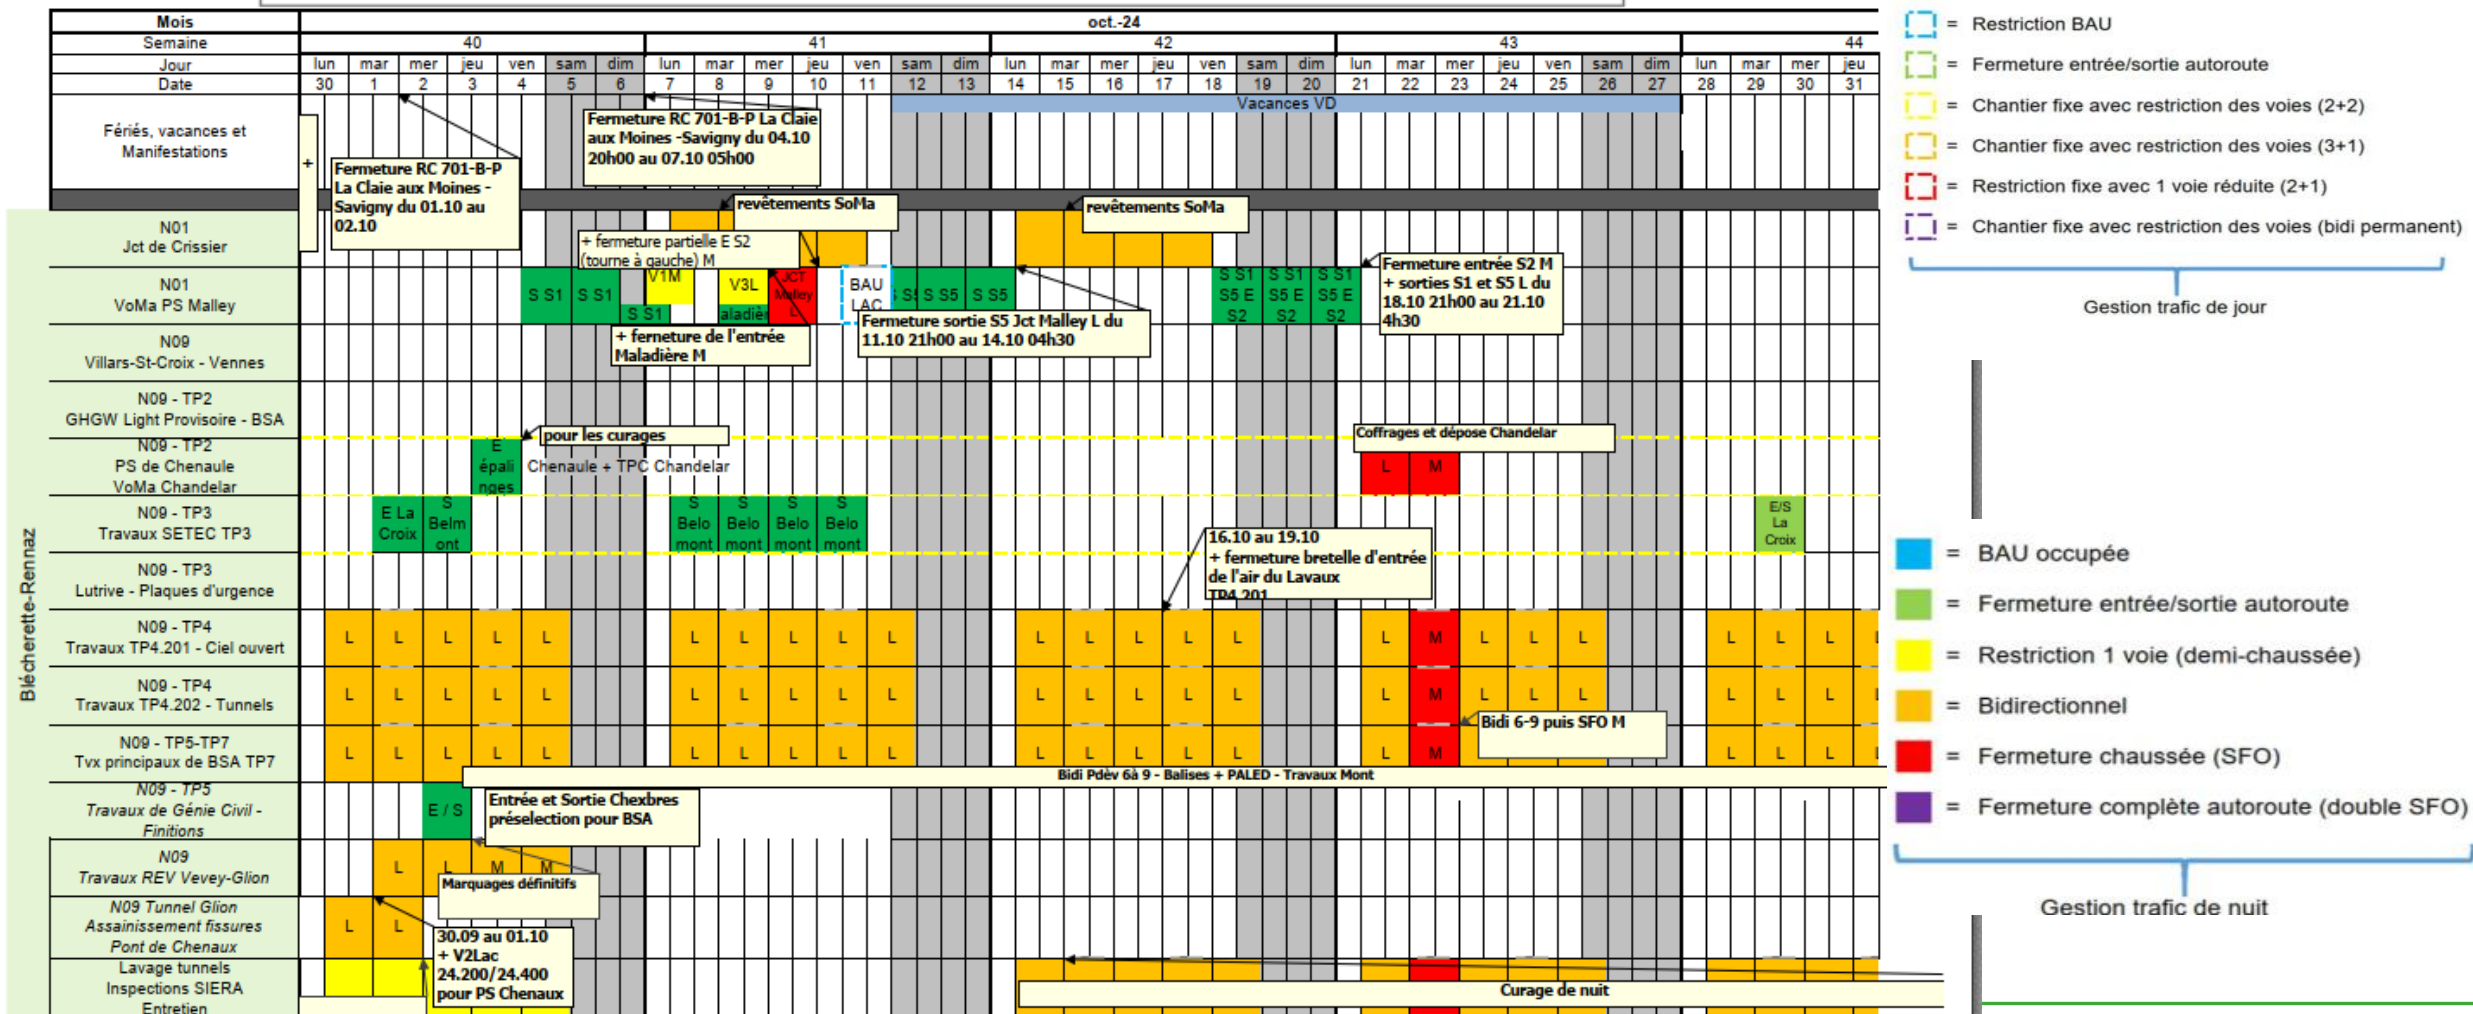 Mois oct.-24
Semaine 40 41 42 43 44
Jour lun mar mer jeu ven sam dim lun mar mer jeu ven sam dim lun mar mer jeu ven sam dim lun mar mer jeu ven sam dim lun mar mer jeu
Date 30 1 2 3 4 5 6 7 8 9 10 11 12 13 14 15 16 17 18 19 20 21 22 23 24 25 26 27 28 29 30 31
Vacances VD
Fériés, vacances et
Manifestations
+
Fermeture RC 701-B-P
La Claie aux Moines -
Savigny du 01.10 au
02.10
Fermeture RC 701-B-P La Claie
aux Moines -Savigny du 04.10
20h00 au 07.10 05h00
Blécherette-Rennaz
N01
Jct de Crissier
revêtements SoMa
revêtements SoMa
+ fermeture partielle E S2
(tourne à gauche) M
N01
VoMa PS Malley
S S1 S S1
S S1
V1M
V3L
JCT
Malley
L
BAU
LAC
S S5 S S5
S S1 S S1 S S1
S5 E S5 E S5 E
S2 S2 S2
Fermeture entrée S2 M
+ sorties S1 et S5 L du
18.10 21h00 au 21.10
4h30
Fermeture sortie S5 Jct Malley L du
11.10 21h00 au 14.10 04h30
+ ferneture de l'entrée
Maladière M
N09
Villars-St-Croix - Vennes
N09 - TP2
GHGW Light Provisoire - BSA
N09 - TP2
PS de Chenaule
VoMa Chandelar
E
épali
nges
pour les curages
Chenaule + TPC Chandelar
Coffrages et dépose Chandelar
L M
N09 - TP3
Travaux SETEC TP3
E La
Croix
S
Belm
ont
S S S S
Belo Belo Belo Belo
mont mont mont mont
E/S
La
Croix
16.10 au 19.10
+ fermeture bretelle d'entrée
de l'air du Lavaux
TP4.201
N09 - TP3
Lutrive - Plaques d'urgence
N09 - TP4
Travaux TP4.201 - Ciel ouvert
L L L L L L L L L L L L L L L L M L L L L L L L
N09 - TP4
Travaux TP4.202 - Tunnels
L L L L L L L L L L L L L L L L M L L L L L L L
Bidi 6-9 puis SFO M
N09 - TP5-TP7
Tvx principaux de BSA TP7
L L L L L L L L L L L L L L L L M L L L L
Bidi Pdèv 6à 9 - Balises + PALED - Travaux Mont
N09 - TP5
Travaux de Génie Civil -
Finitions
E / S
Entrée et Sortie Chexbres
préselection pour BSA
N09
Travaux REV Vevey-Glion
L L M M
Marquages définitifs
N09 Tunnel Glion
Assainissement fissures
Pont de Chenaux
L L
30.09 au 01.10
+ V2Lac
24.200/24.400
pour PS Chenaux
Lavage tunnels
Inspections SIERA
Entretien
Curage de nuit
= Restriction BAU
= Fermeture entrée/sortie autoroute
= Chantier fixe avec restriction des voies (2+2)
= Chantier fixe avec restriction des voies (3+1)
= Restriction fixe avec 1 voie réduite (2+1)
= Chantier fixe avec restriction des voies (bidi permanent)
Gestion trafic de jour
= BAU occupée
= Fermeture entrée/sortie autoroute
= Restriction 1 voie (demi-chaussée)
= Bidirectionnel
= Fermeture chaussée (SFO)
= Fermeture complète autoroute (double SFO)
Gestion trafic de nuit